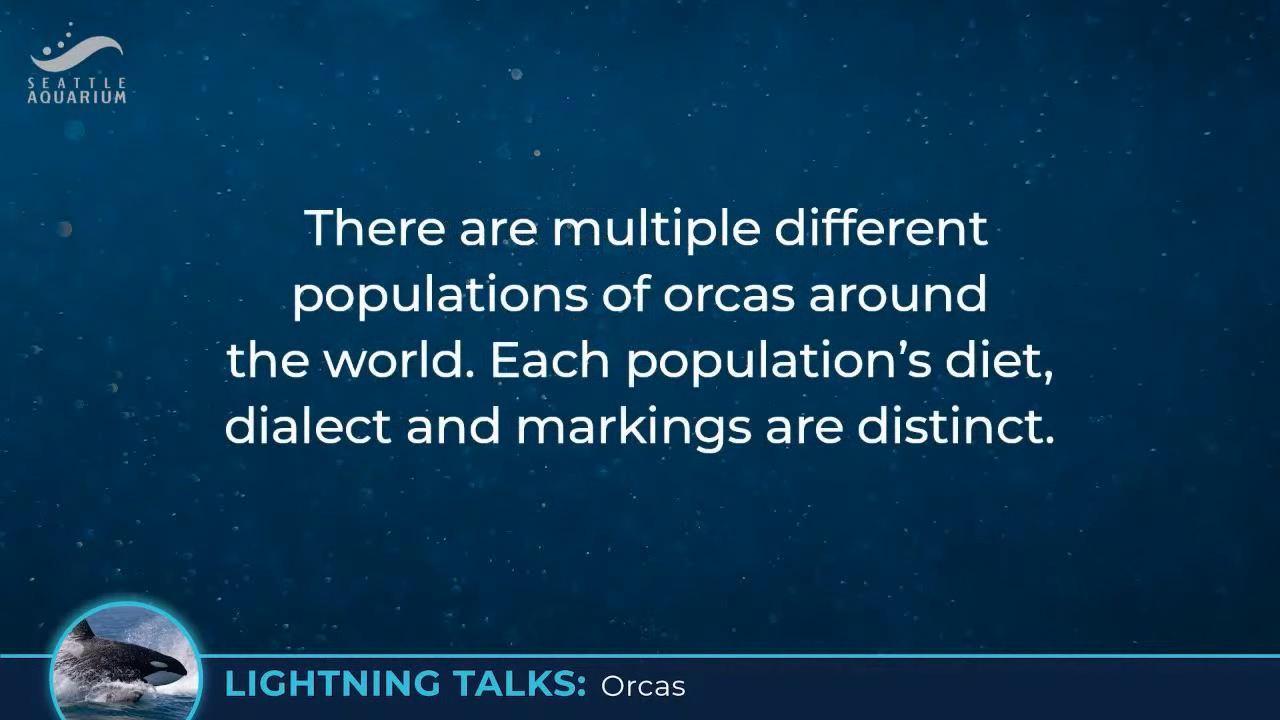 SEATTLE
AQUARIUM
There are multiple different
populations of orcas around
the world. Each population’s diet,
dialect and markings are distinct.
LIGHTNING TALKS: Orcas